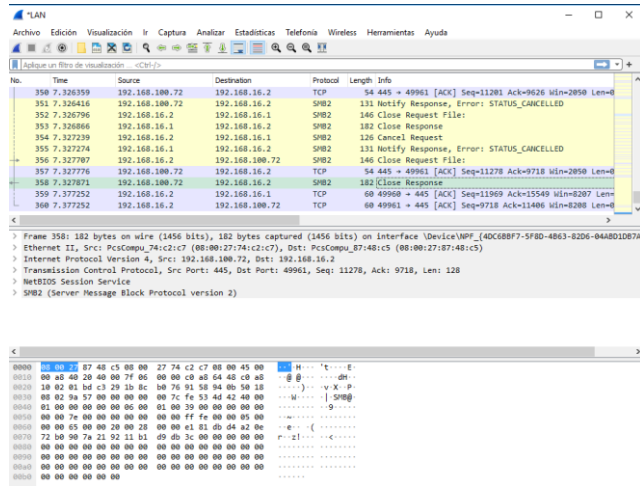 *LAN
Archivo Edición Visualización Ir Captura Analizar Estadísticas Telefonía Wireless Herramientas Ayuda
Aplique un filtro de visualización ... <Ctrl-/>
No. Time Source Destination Protocol Length Info
350 7.326359 192.168.100.72 192.168.16.2 TCP 54 445 → 49961 [ACK] Seq=11201 Ack=9626 Win=2050 Len=0
351 7.326416 192.168.100.72 192.168.16.2 SMB2 131 Notify Response, Error: STATUS_CANCELLED
352 7.326796 192.168.16.2 192.168.16.1 SMB2 146 Close Request File:
353 7.326866 192.168.16.1 192.168.16.2 SMB2 182 Close Response
354 7.327239 192.168.16.2 192.168.16.1 SMB2 126 Cancel Request
355 7.327274 192.168.16.1 192.168.16.2 SMB2 131 Notify Response, Error: STATUS_CANCELLED
356 7.327707 192.168.16.2 192.168.100.72 SMB2 146 Close Request File:
357 7.327776 192.168.100.72 192.168.16.2 TCP 54 445 → 49961 [ACK] Seq=11278 Ack=9718 Win=2050 Len=0
358 7.327871 192.168.100.72 192.168.16.2 SMB2 182 Close Response
359 7.377252 192.168.16.2 192.168.16.1 TCP 60 49960 → 445 [ACK] Seq=11969 Ack=15549 Win=8207 Len=
360 7.377252 192.168.16.2 192.168.100.72 TCP 60 49961 → 445 [ACK] Seq=9718 Ack=11406 Win=8208 Len=
Frame 358: 182 bytes on wire (1456 bits), 182 bytes captured (1456 bits) on interface
Ethernet II, Src: PcsCompu_74:c2:c7 (08:00:27:74:c2:c7), Dst: PcsCompu_87:48:c5 (08:00:27:87:48:c5)
Internet Protocol Version 4, Src: 192.168.100.72, Dst: 192.168.16.2
Transmission Control Protocol, Src Port: 445, Dst Port: 49961, Seq: 11278, Ack: 9718, Len: 128
NetBIOS Session Service
SMB2 (Server Message Block Protocol version 2)
0000 08 00 27 87 48 c5 08 00 27 74 c2 c7 08 00 45 00
0010 00 a8 40 20 40 00 7f 06 00 00 c0 a8 64 48 c0 a8
0020 10 02 01 bd c3 29 1b 8c b0 76 91 58 94 0b 50 18
0030 08 02 9a 57 00 00 00 00 00 7c fe 53 4d 42 40 00
0040 01 00 00 00 00 00 06 00 01 00 39 00 00 00 00 00
0050 00 00 7e 00 00 00 00 00 00 00 ff fe 00 00 05 00
0060 00 00 65 00 00 20 00 28 00 00 e1 81 db d4 a2 0e
0070 72 b0 90 7a 21 92 11 b1 d9 db 3c 00 00 00 00 00
0080 00 00 00 00 00 00 00 00 00 00 00 00 00 00 00 00
0090 00 00 00 00 00 00 00 00 00 00 00 00 00 00 00 00
00a0 00 00 00 00 00 00 00 00 00 00 00 00 00 00 00 00
00b0 00 00 00 00 00 00